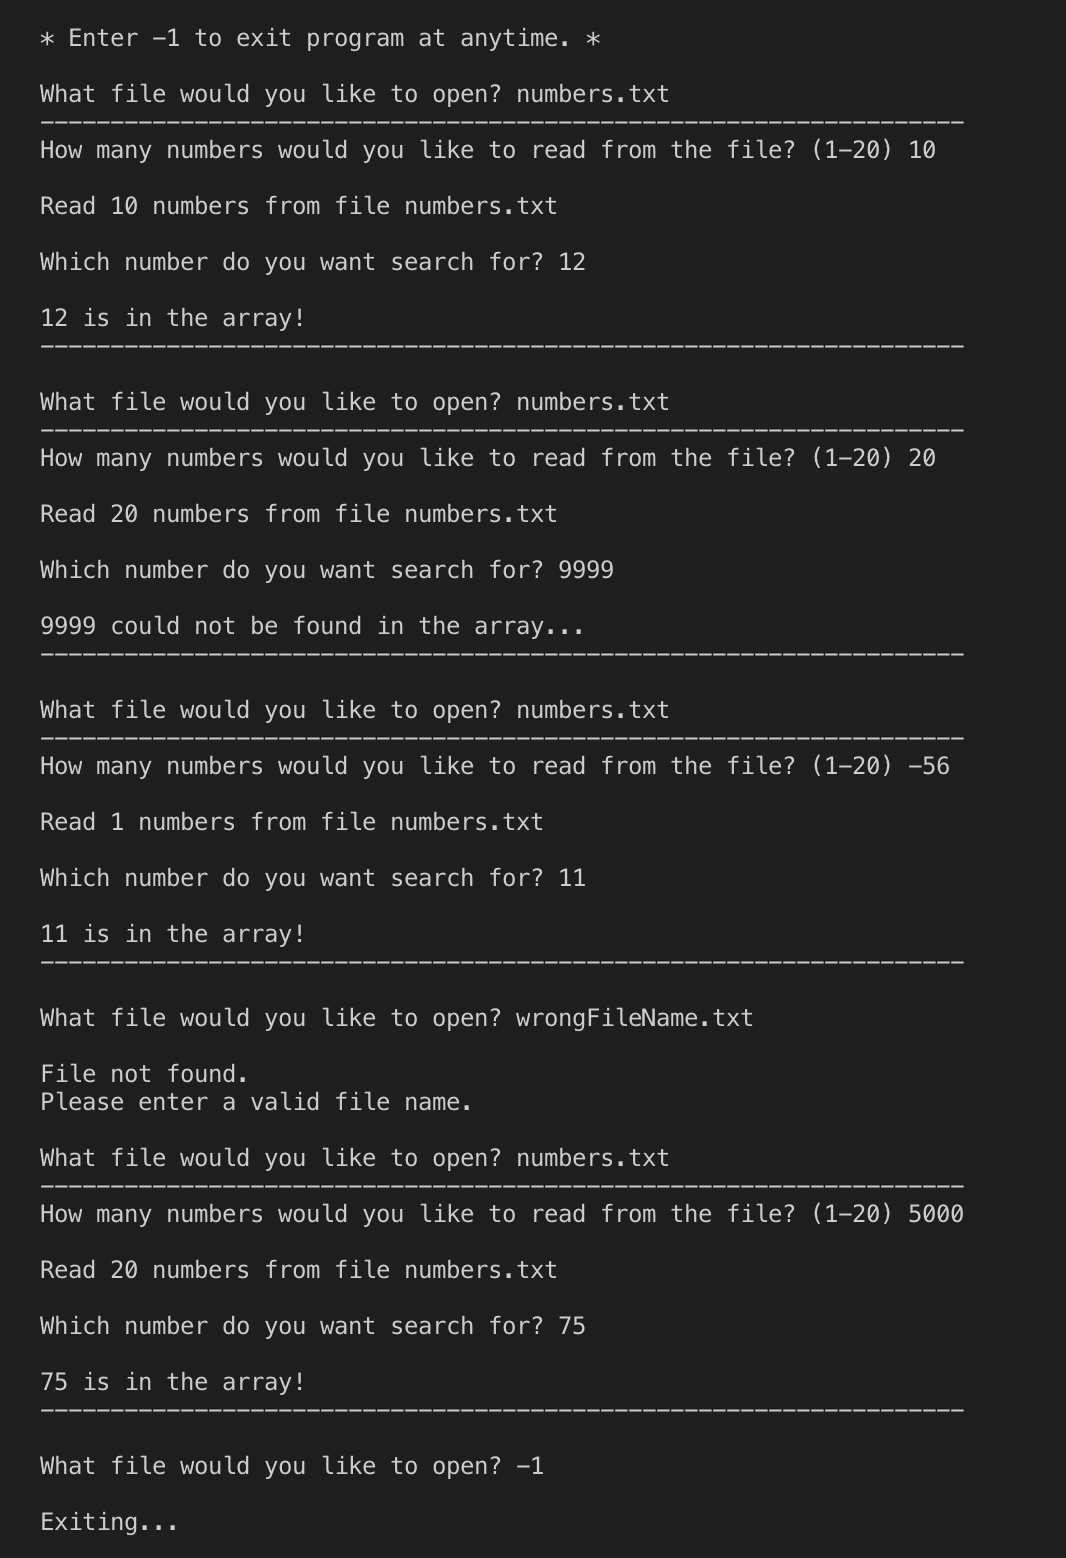 * Enter -1 to exit program at anytime. *
What file would you like to open? numbers.txt
------------------------------------------------------------------
How many numbers would you like to read from the file? (1-20) 10
Read 10 numbers from file numbers.txt
Which number do you want search for? 12
12 is in the array!
------------------------------------------------------------------
What file would you like to open? numbers.txt
------------------------------------------------------------------
How many numbers would you like to read from the file? (1-20) 20
Read 20 numbers from file numbers.txt
Which number do you want search for? 9999
9999 could not be found in the array...
------------------------------------------------------------------
What file would you like to open? numbers.txt
------------------------------------------------------------------
How many numbers would you like to read from the file? (1-20) -56
Read 1 numbers from file numbers.txt
Which number do you want search for? 11
11 is in the array!
------------------------------------------------------------------
What file would you like to open? wrongFileName.txt
File not found.
Please enter a valid file name.
What file would you like to open? numbers.txt
------------------------------------------------------------------
How many numbers would you like to read from the file? (1-20) 5000
Read 20 numbers from file numbers.txt
Which number do you want search for? 75
75 is in the array!
------------------------------------------------------------------
What file would you like to open? -1
Exiting...